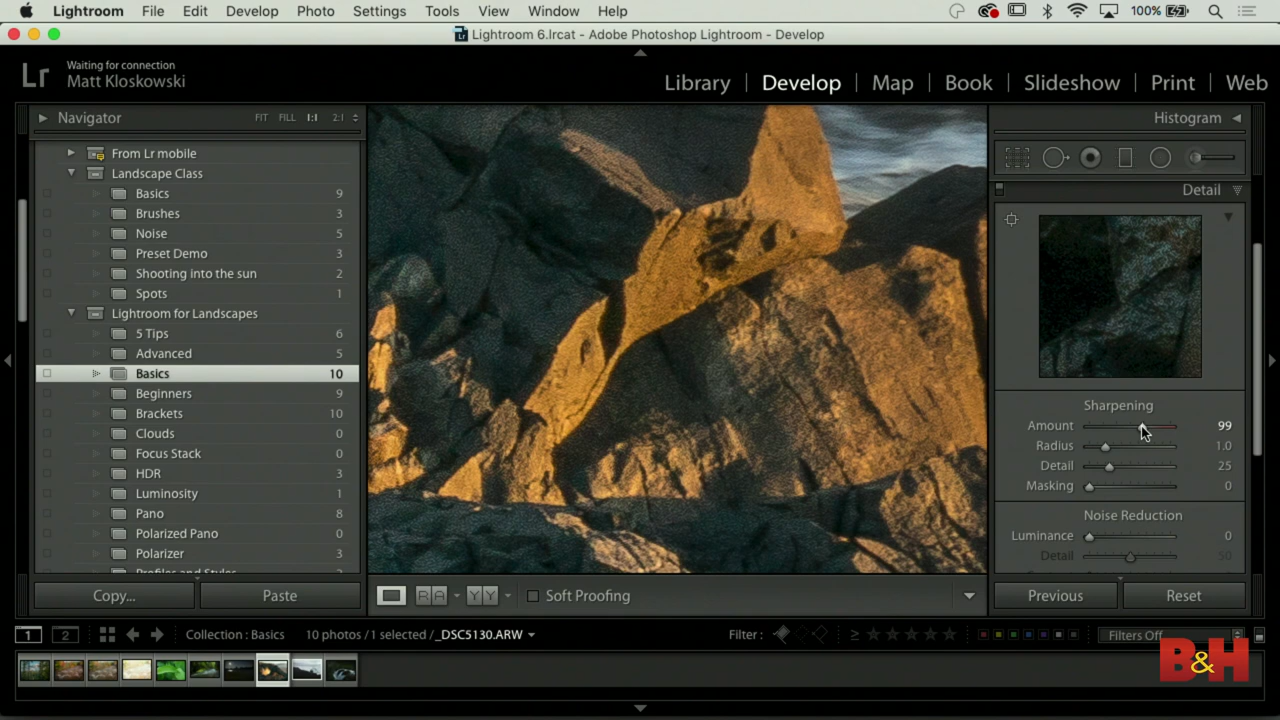 Lightroom File Edit Develop Photo Settings Tools View Window Help 100%
Lr Lightroom 6.lrcat - Adobe Photoshop Lightroom - Develop
Lr Waiting for connection
Matt Kloskowski
Library | Develop | Map | Book | Slideshow | Print | Web
Navigator FIT FILL 1:1 2:1
Histogram
From Lr mobile
Landscape Class
Basics 9
Brushes 3
Noise 5
Preset Demo 3
Shooting into the sun 2
Spots 1
Lightroom for Landscapes
5 Tips 6
Advanced 5
Basics 10
Beginners 9
Brackets 10
Clouds 0
Focus Stack 0
HDR 3
Luminosity 1
Pano 8
Polarized Pano 0
Polarizer 3
Profiles and Styles 2
Copy... Paste
Detail
Sharpening
Amount 99
Radius 1.0
Detail 25
Masking 0
Noise Reduction
Luminance 0
Detail 50
R A Y Y Soft Proofing
Previous Reset
1 2 Collection : Basics 10 photos / 1 selected / _DSC5130.ARW Filter : ≥ Filters Off
B&H